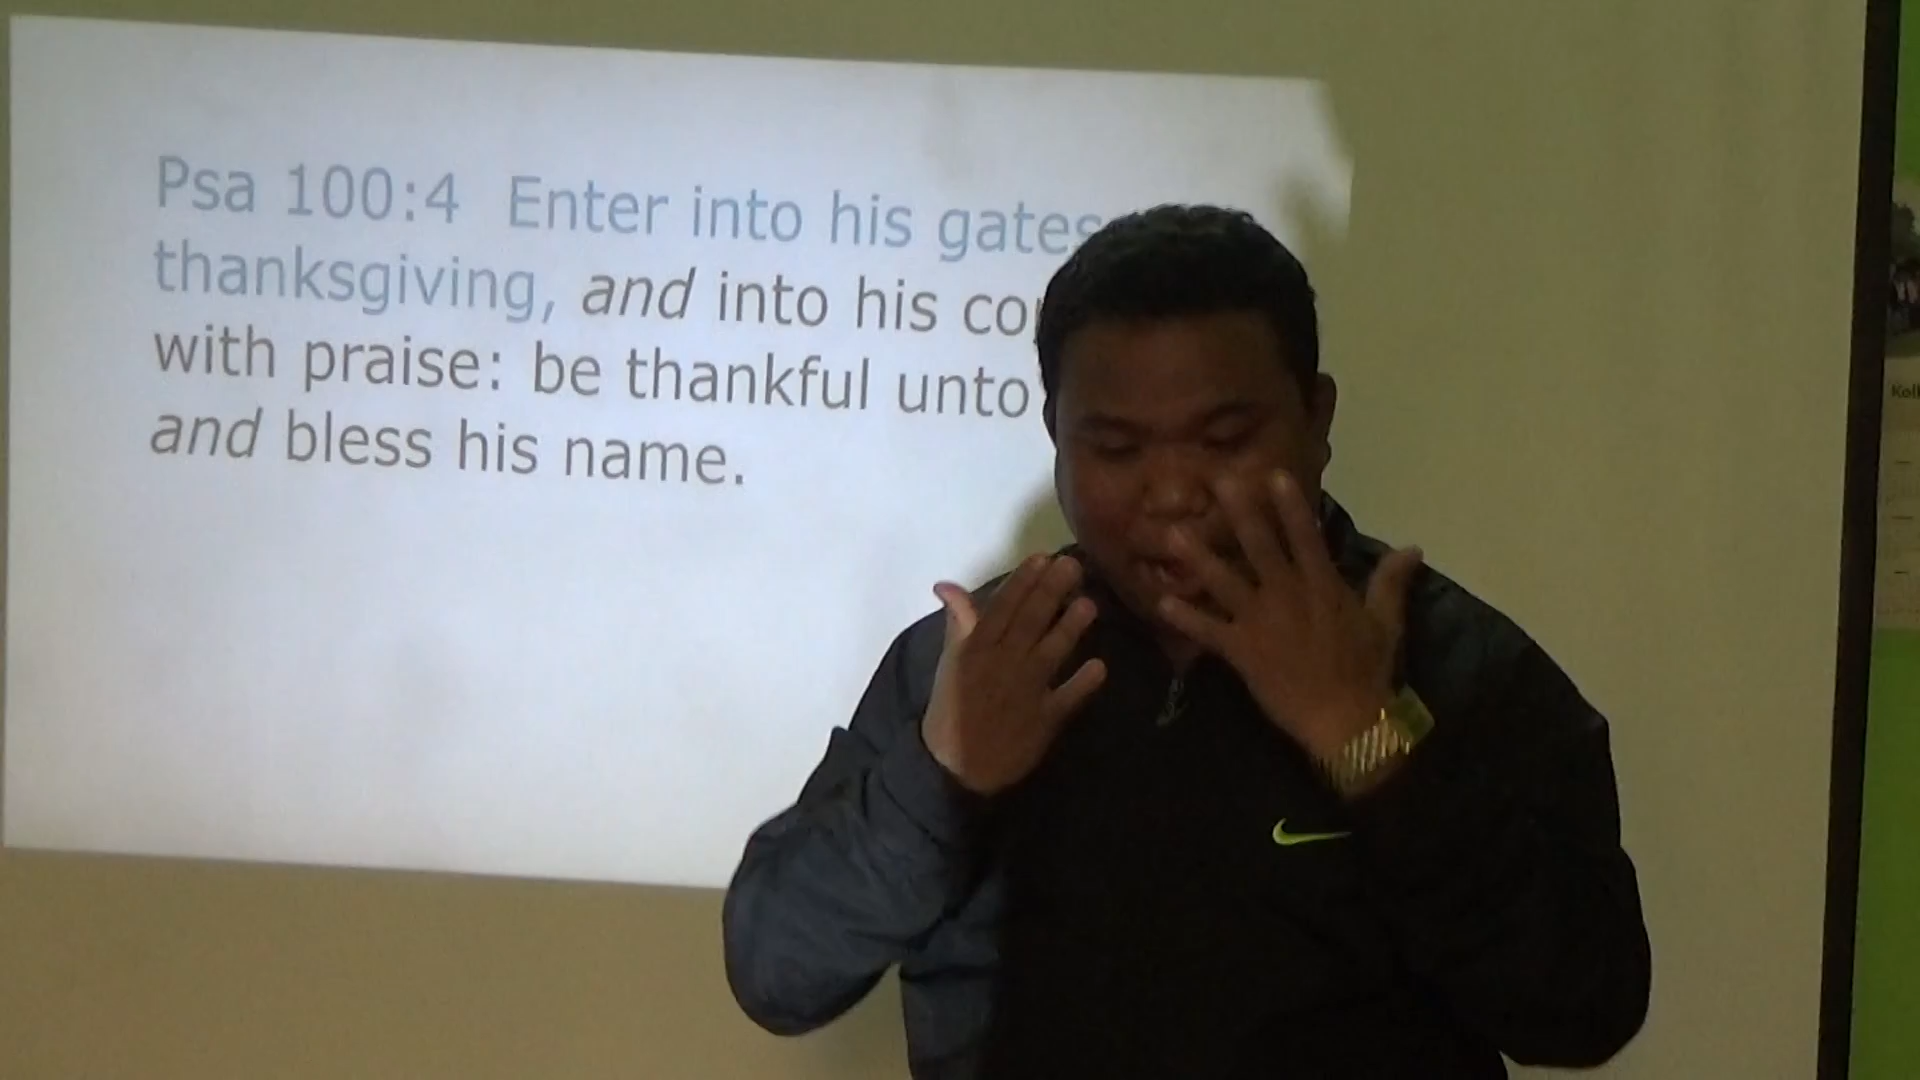 Psa 100:4 Enter into his gates
thanksgiving, and into his
with praise: be thankful unto
and bless his name.